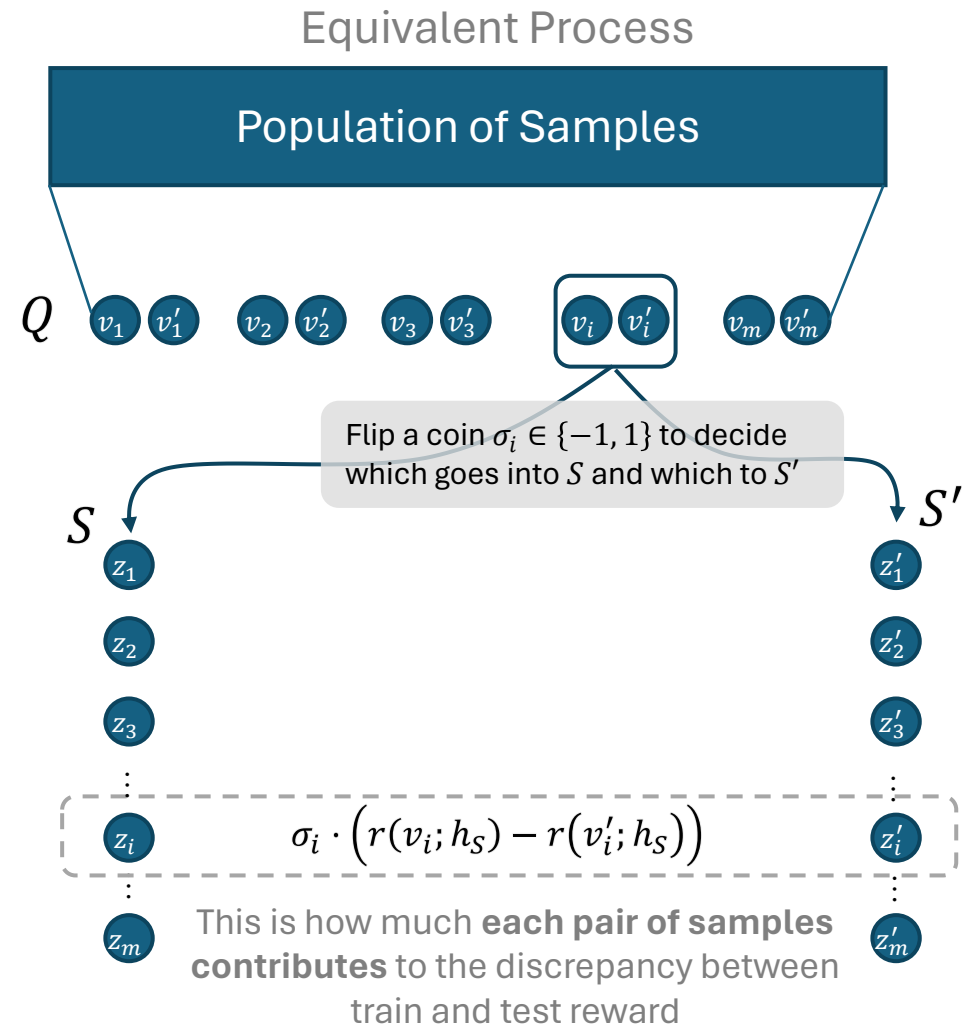 Equivalent Process
Population of Samples
Q v₁ v₁′ v₂ v₂′ v₃ v₃′ vᵢ vᵢ′ vₘ vₘ′
Flip a coin σᵢ ∈ {−1, 1} to decide
which goes into S and which to S′
S S′
z₁ z₁′
z₂ z₂′
z₃ z₃′
⋮ ⋮
zᵢ σᵢ · (r(vᵢ; h_S) − r(vᵢ′; h_S)) zᵢ′
⋮ ⋮
zₘ zₘ′
This is how much each pair of samples
contributes to the discrepancy between
train and test reward